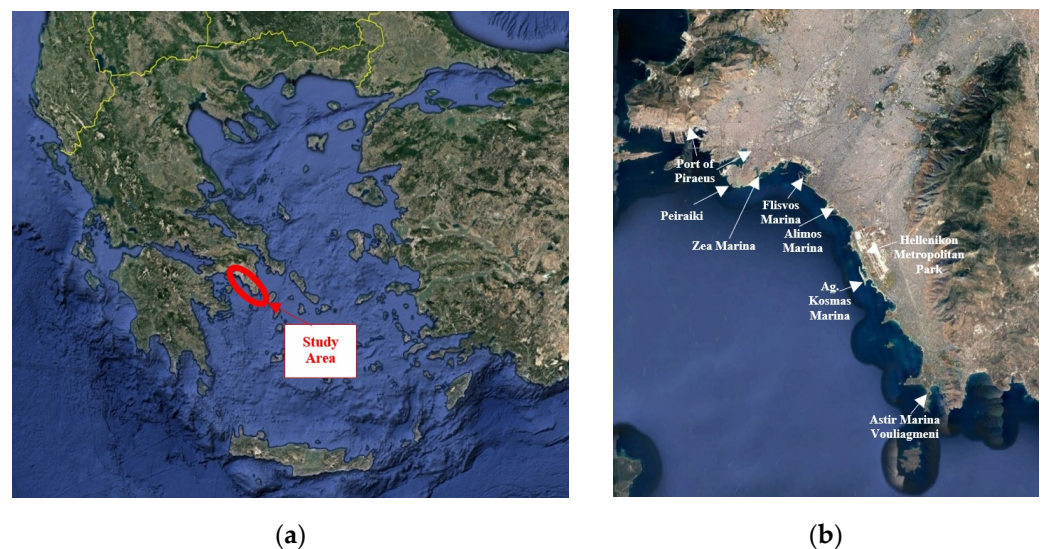 Study
Area
Port of
Piraeus
Peiraiki
Zea Marina
Flisvos
Marina
Alimos
Marina
Hellenikon
Metropolitan
Park
Ag.
Kosmas
Marina
Astir Marina
Vouliagmeni
(a)
(b)